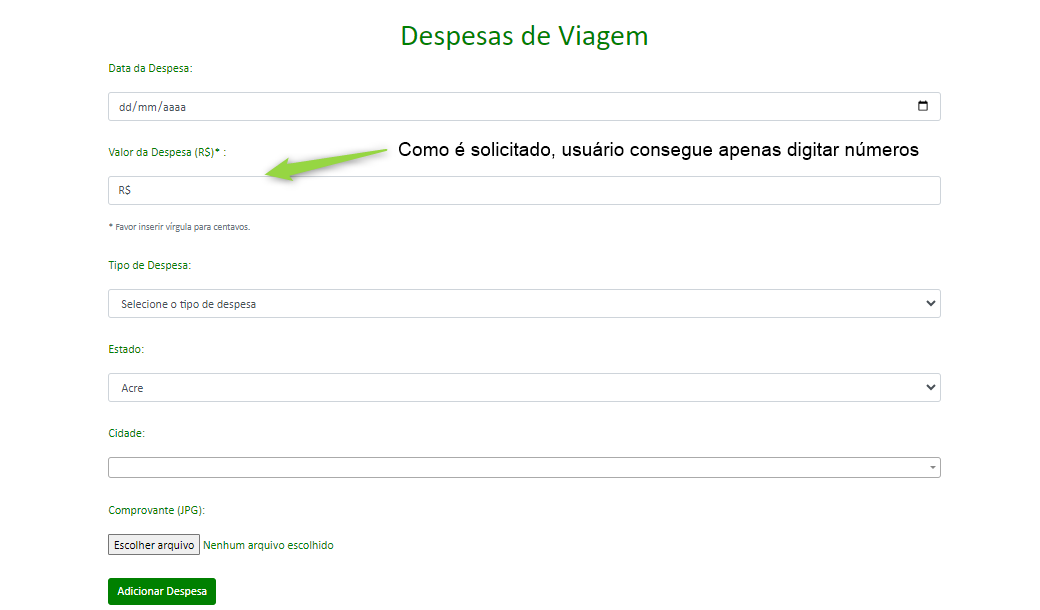 Despesas de Viagem
Data da Despesa:
dd/mm/aaaa
Valor da Despesa (R$)* :
Como é solicitado, usuário consegue apenas digitar números
R$
* Favor inserir vírgula para centavos.
Tipo de Despesa:
Selecione o tipo de despesa
Estado:
Acre
Cidade:
Comprovante (JPG):
Escolher arquivo Nenhum arquivo escolhido
Adicionar Despesa